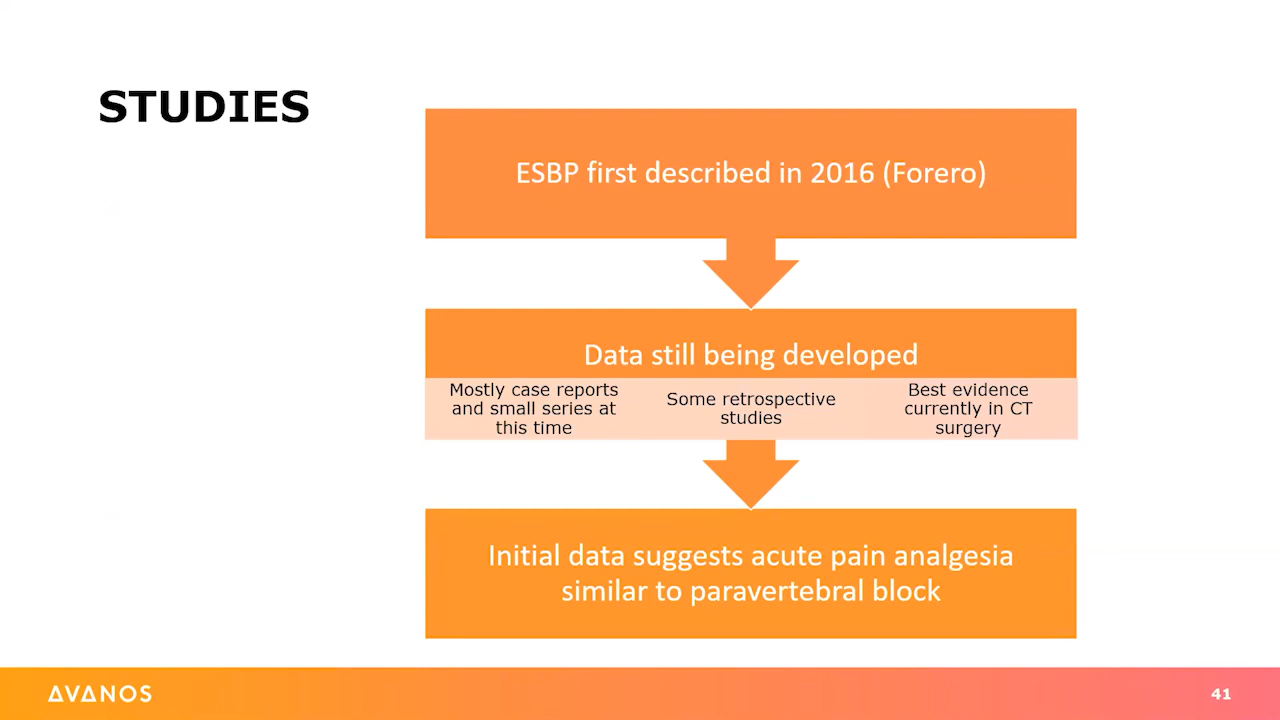 STUDIES
ESBP first described in 2016 (Forero)
Data still being developed
Mostly case reports
and small series at
this time
Some retrospective
studies
Best evidence
currently in CT
surgery
Initial data suggests acute pain analgesia
similar to paravertebral block
AVANOS
41